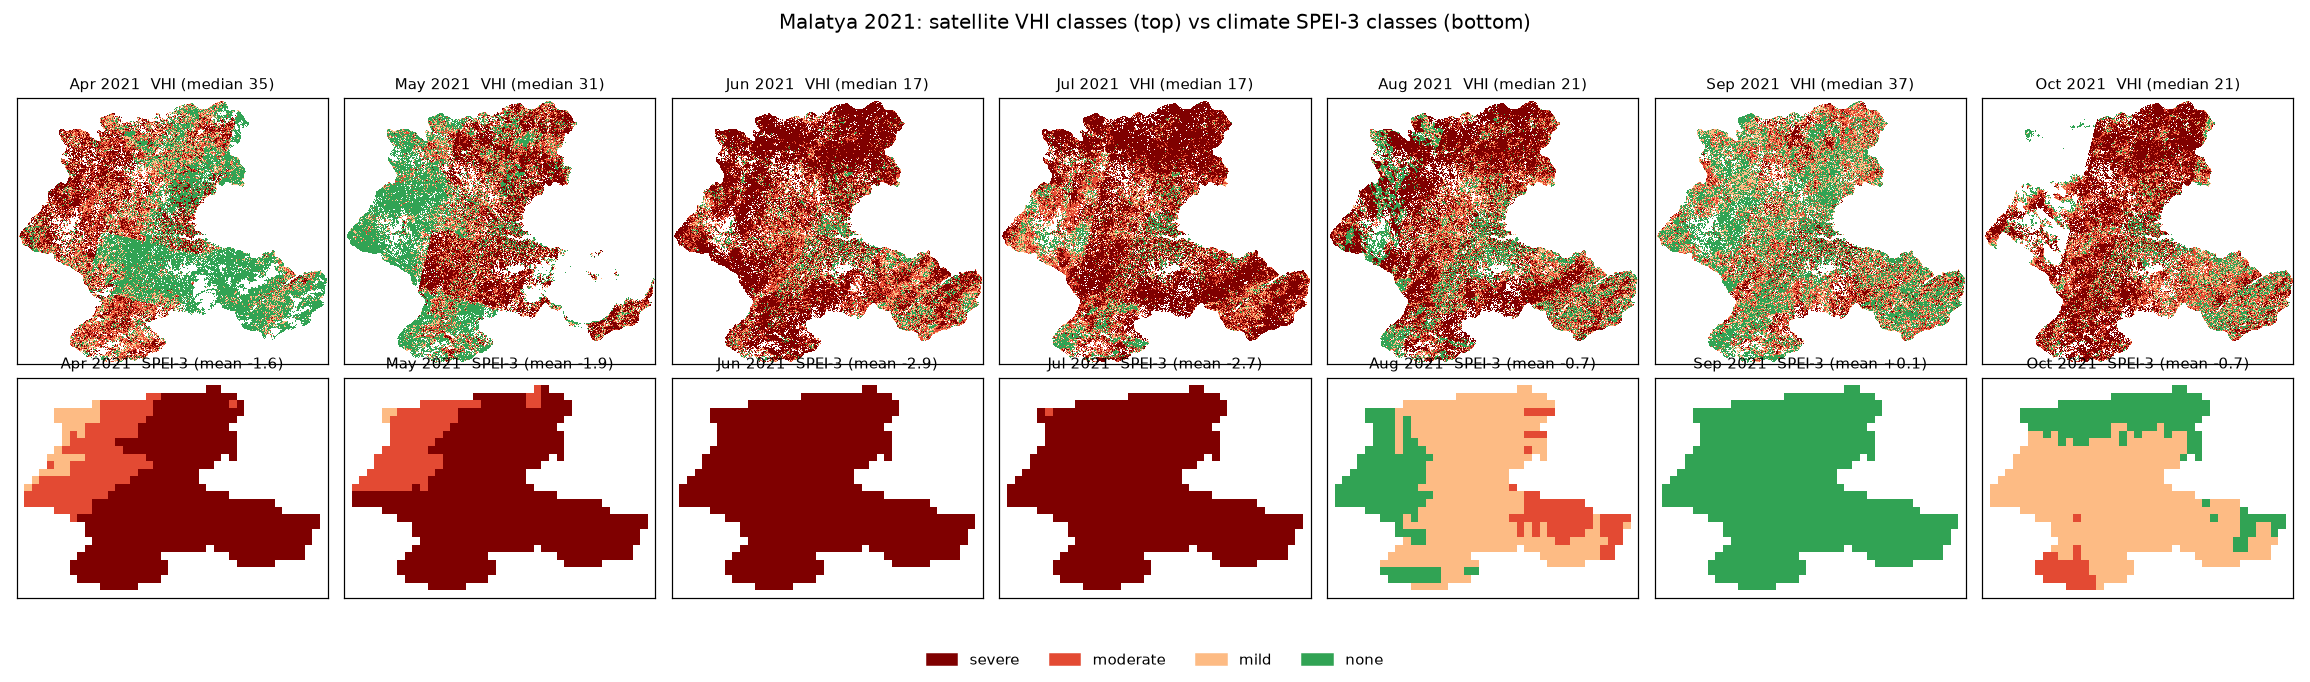 Malatya 2021: satellite VHI classes (top) vs climate SPEI-3 classes (bottom)
Apr 2021  VHI (median 35)
May 2021  VHI (median 31)
Jun 2021  VHI (median 17)
Jul 2021  VHI (median 17)
Aug 2021  VHI (median 21)
Sep 2021  VHI (median 37)
Oct 2021  VHI (median 21)
Apr 2021  SPEI-3 (mean -1.6)
May 2021  SPEI-3 (mean -1.9)
Jun 2021  SPEI-3 (mean -2.9)
Jul 2021  SPEI-3 (mean -2.7)
Aug 2021  SPEI-3 (mean -0.7)
Sep 2021  SPEI-3 (mean +0.1)
Oct 2021  SPEI-3 (mean -0.7)
severe
moderate
mild
none